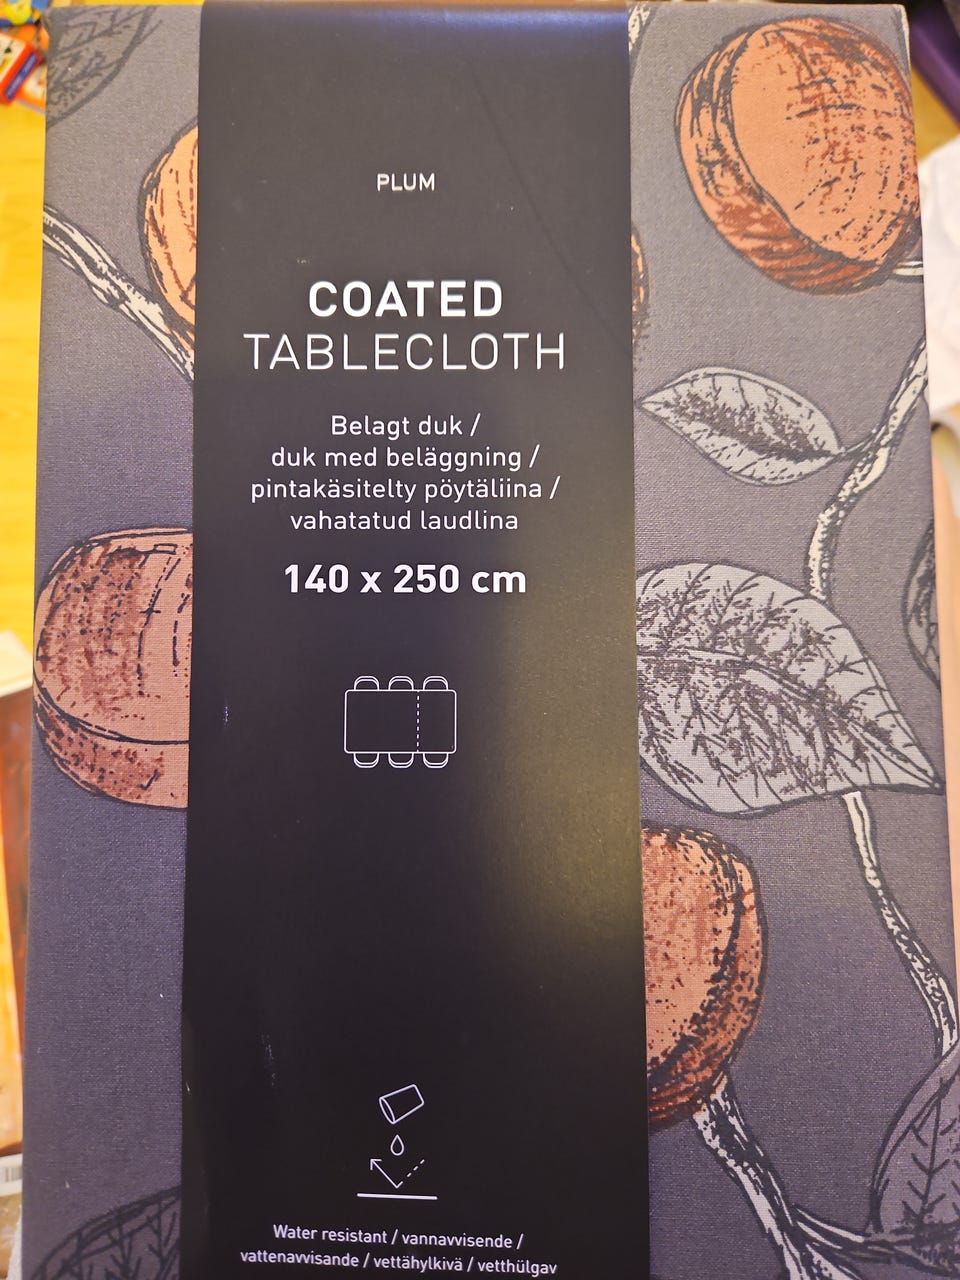 PLUM
COATED
TABLECLOTH
Belagt duk /
duk med beläggning /
pintakäsitelty pöytäliina /
vahatatud laudlina
140 x 250 cm
Water resistant / vannavvisende /
vattenavvisande / vettähylkivä / vetthülgav